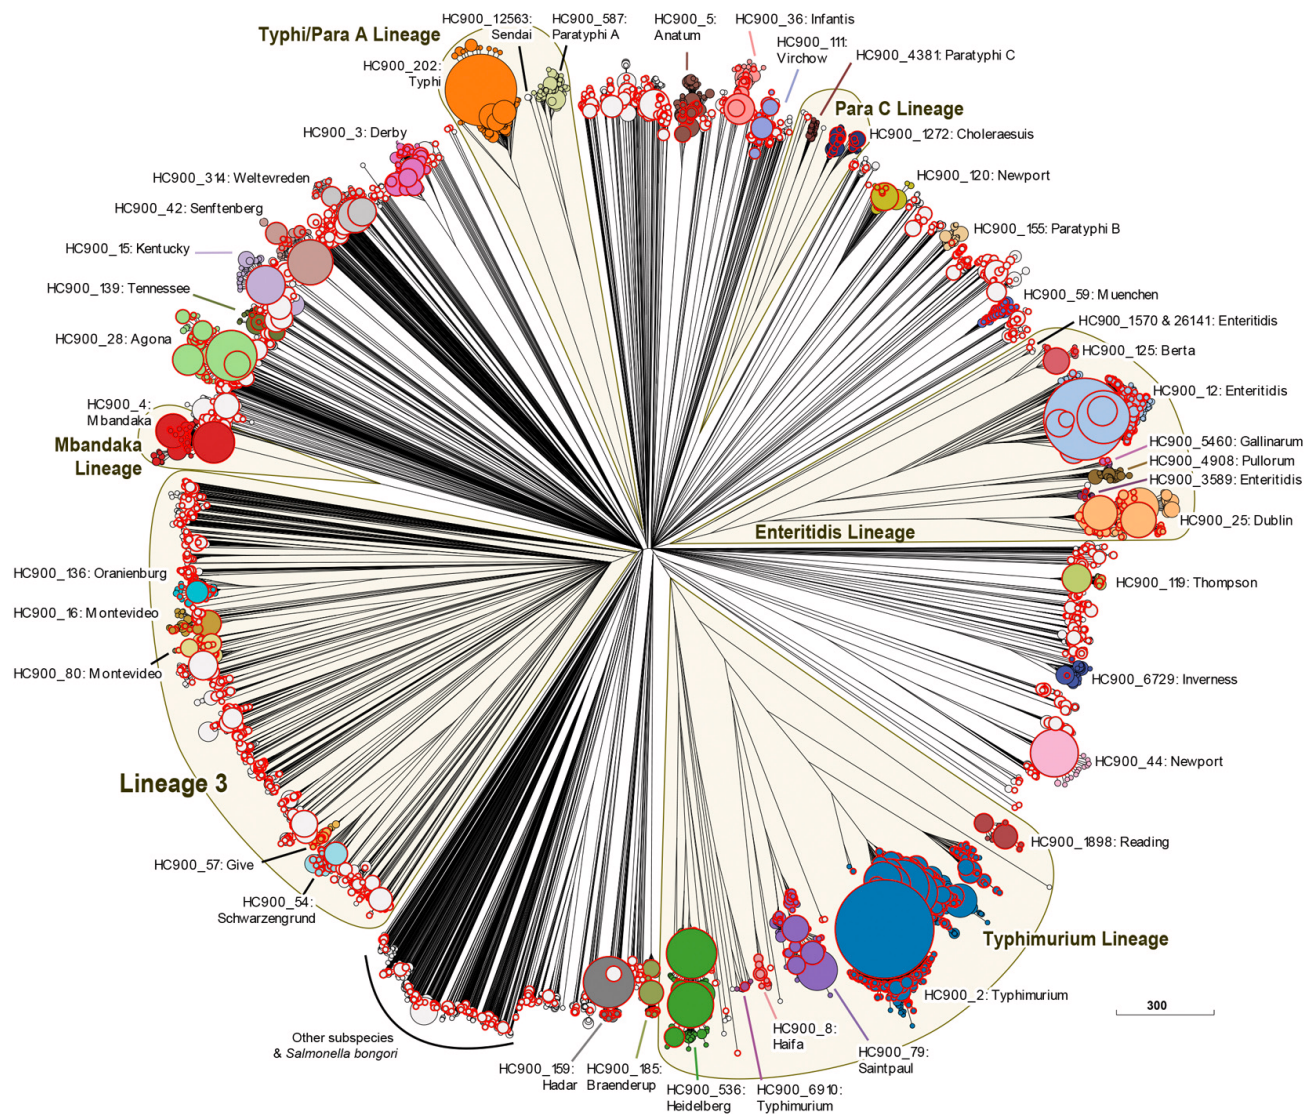 HC900_12563:
Sendai
HC900_587:
Paratyphi A
HC900_5:
Anatum
HC900_36: Infantis
HC900_111:
Virchow
HC900_4381: Paratyphi C
Typhi/Para A Lineage
HC900_202:
Typhi
Para C Lineage
HC900_1272: Choleraesuis
HC900_3: Derby
HC900_120: Newport
HC900_314: Weltevreden
HC900_42: Senftenberg
HC900_155: Paratyphi B
HC900_15: Kentucky
HC900_139: Tennessee
HC900_59: Muenchen
HC900_1570 & 26141: Enteritidis
HC900_28: Agona
HC900_125: Berta
HC900_12: Enteritidis
HC900_4:
Mbandaka
Mbandaka
Lineage
HC900_5460: Gallinarum
HC900_4908: Pullorum
HC900_3589: Enteritidis
HC900_25: Dublin
Enteritidis Lineage
HC900_136: Oranienburg
HC900_119: Thompson
HC900_16: Montevideo
HC900_80: Montevideo
HC900_6729: Inverness
HC900_44: Newport
Lineage 3
HC900_1898: Reading
HC900_57: Give
HC900_54:
Schwarzengrund
Typhimurium Lineage
HC900_2: Typhimurium
300
Other subspecies
& Salmonella bongori
HC900_8:
Haifa
HC900_79:
Saintpaul
HC900_159:
Hadar
HC900_185:
Braenderup
HC900_536:
Heidelberg
HC900_6910:
Typhimurium